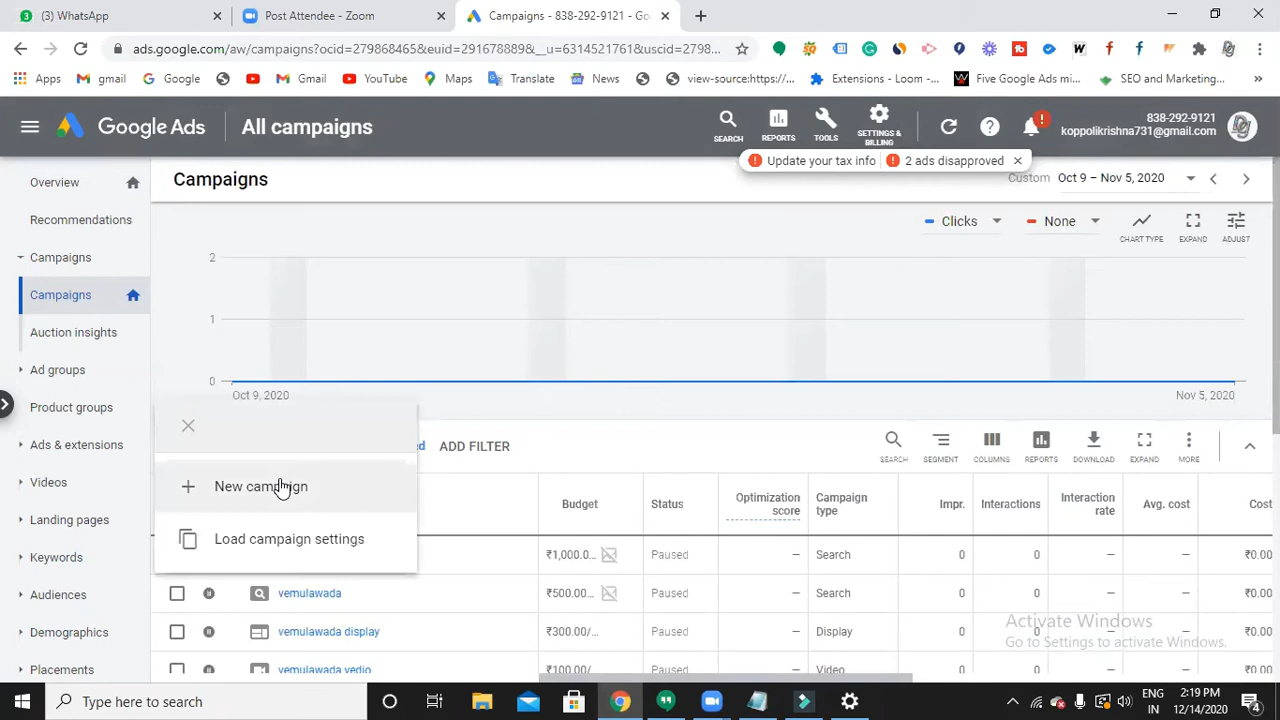 (3) WhatsApp
Post Attendee - Zoom
Campaigns - 838-292-9121 - Go
ads.google.com/aw/campaigns?ocid=279868465&euid=291678889&__u=6314521761&uscid=2798...
Apps
gmail
Google
Gmail
YouTube
Maps
Translate
News
view-source:https://...
Extensions - Loom –...
Five Google Ads mi...
SEO and Marketing...
Google Ads
All campaigns
SEARCH
REPORTS
TOOLS
SETTINGS & BILLING
838-292-9121
koppolikrishna731@gmail.com
Update your tax info
2 ads disapproved
Overview
Recommendations
Campaigns
Campaigns
Auction insights
Ad groups
Product groups
Ads & extensions
Videos
Landing pages
Keywords
Audiences
Demographics
Placements
Campaigns
Custom
Oct 9 – Nov 5, 2020
Clicks
None
CHART TYPE
EXPAND
ADJUST
2
1
0
Oct 9, 2020
Nov 5, 2020
New campaign
Load campaign settings
ed
ADD FILTER
SEARCH
SEGMENT
COLUMNS
REPORTS
DOWNLOAD
EXPAND
MORE
Budget
Status
Optimization score
Campaign type
Impr.
Interactions
Interaction rate
Avg. cost
Cost
₹1,000.0... Paused – Search 0 0 – – ₹0.00
vemulawada ₹500.00... Paused – Search 0 0 – – ₹0.00
vemulawada display ₹300.00/... Paused – Display 0 0 – – ₹0.00
vemulawada vedio ₹100.00/ Paused – Video 0 0 – – ₹0.00
Activate Windows
Go to Settings to activate Windows.
Type here to search
ENG
IN
2:19 PM
12/14/2020
4